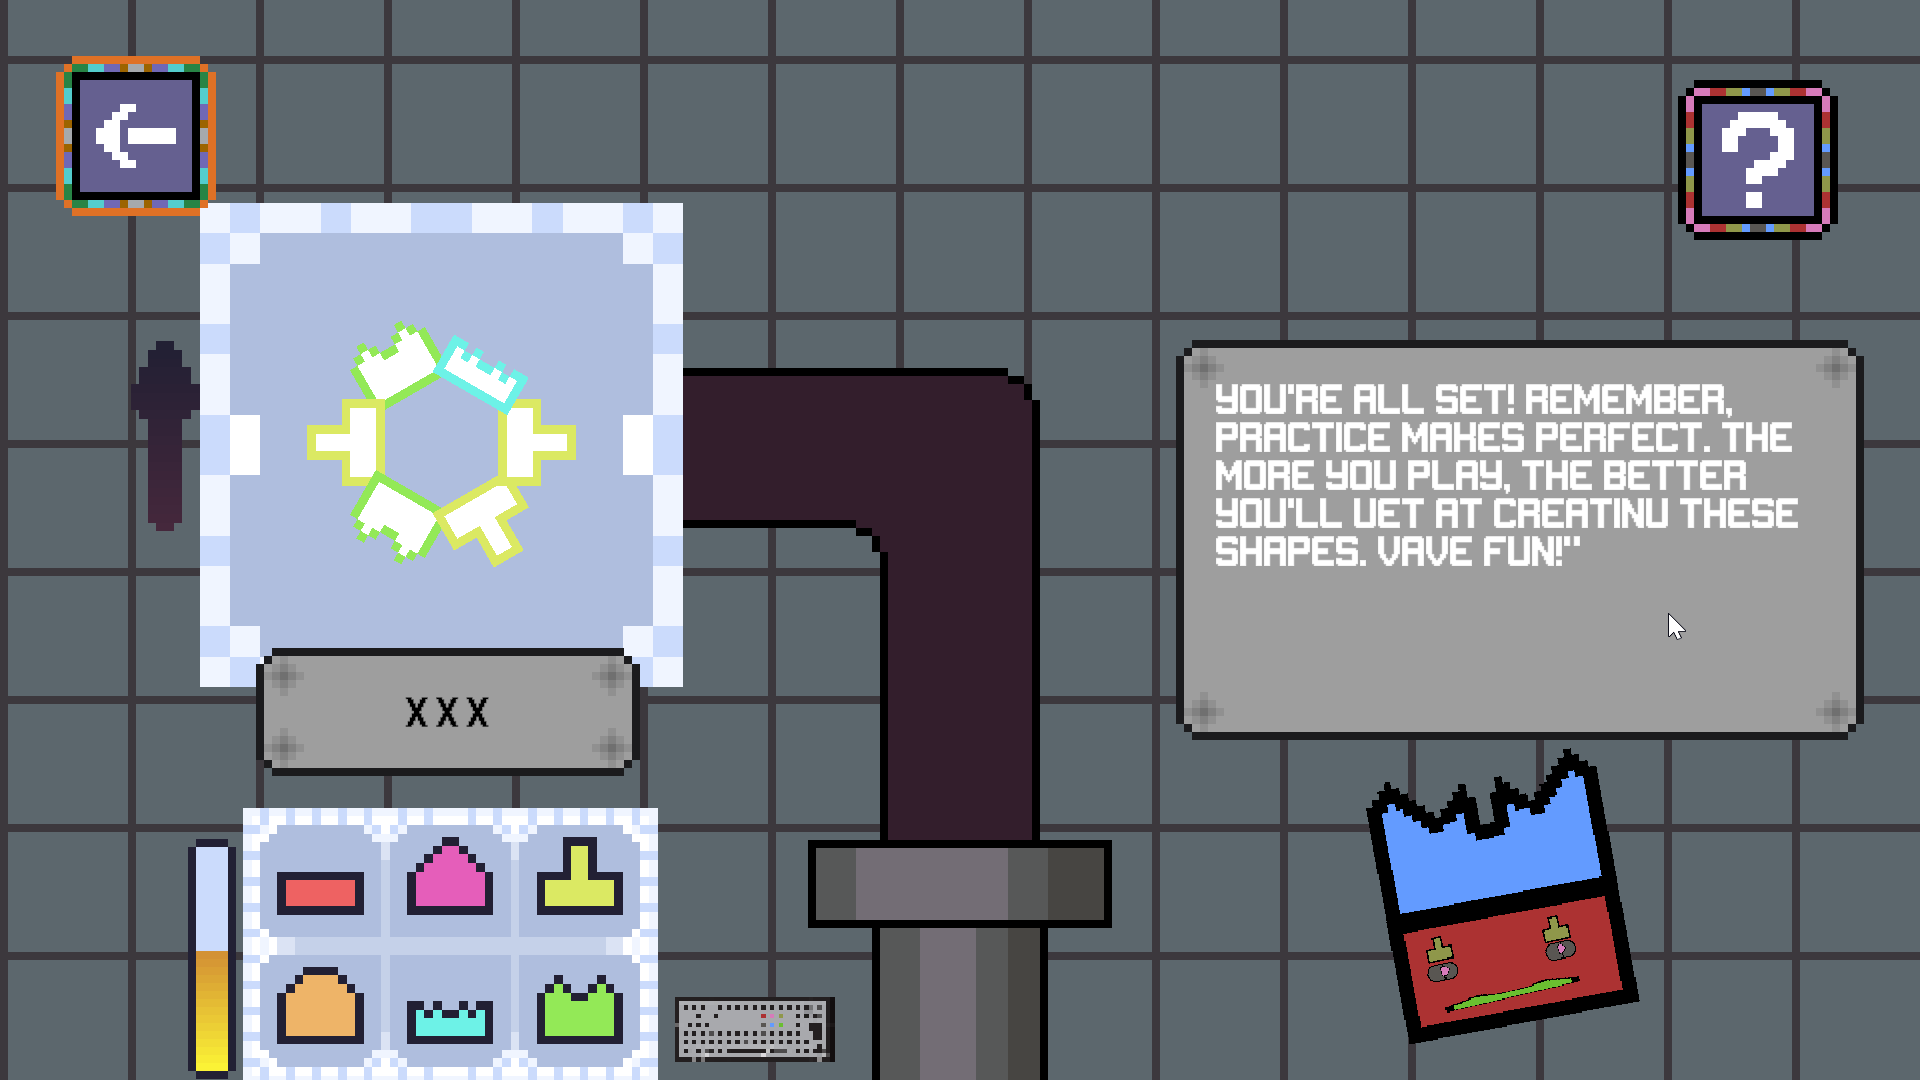 ?
YOU'RE ALL SET! REMEMBER,
PRACTICE MAKES PERFECT. THE
MORE YOU PLAY, THE BETTER
YOU'LL UET AT CREATINU THESE
SHAPES. VAVE FUN!"
XXX